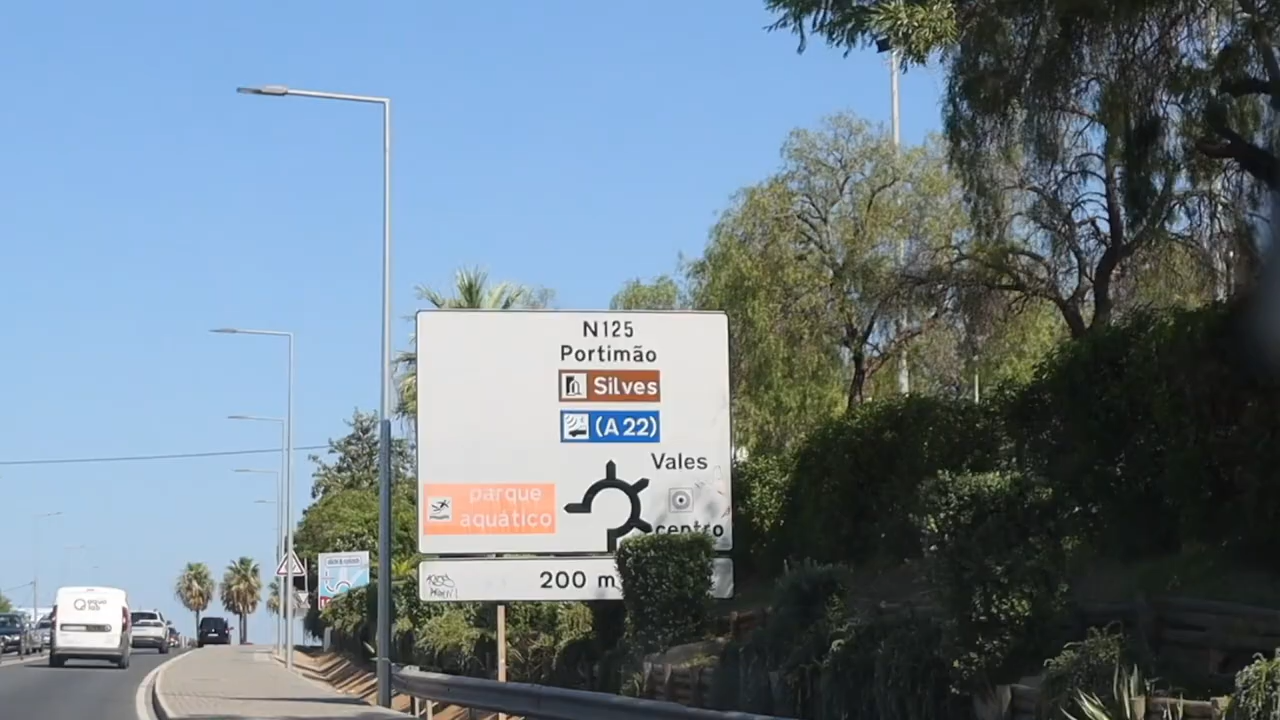 N125
Portimão
Silves
(A 22)
Vales
parque
aquático
centro
200 m